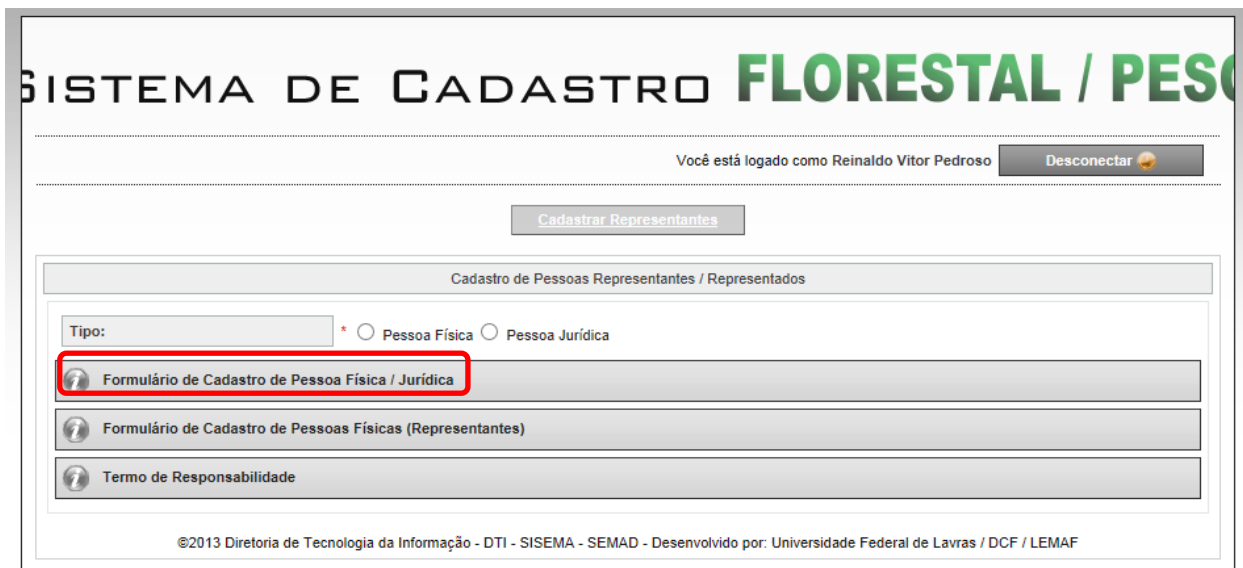 SISTEMA DE CADASTRO FLORESTAL / PESC
Você está logado como Reinaldo Vitor Pedroso Desconectar
Cadastrar Representantes
Cadastro de Pessoas Representantes / Representados
Tipo: * Pessoa Física Pessoa Jurídica
Formulário de Cadastro de Pessoa Física / Jurídica
Formulário de Cadastro de Pessoas Físicas (Representantes)
Termo de Responsabilidade
©2013 Diretoria de Tecnologia da Informação - DTI - SISEMA - SEMAD - Desenvolvido por: Universidade Federal de Lavras / DCF / LEMAF